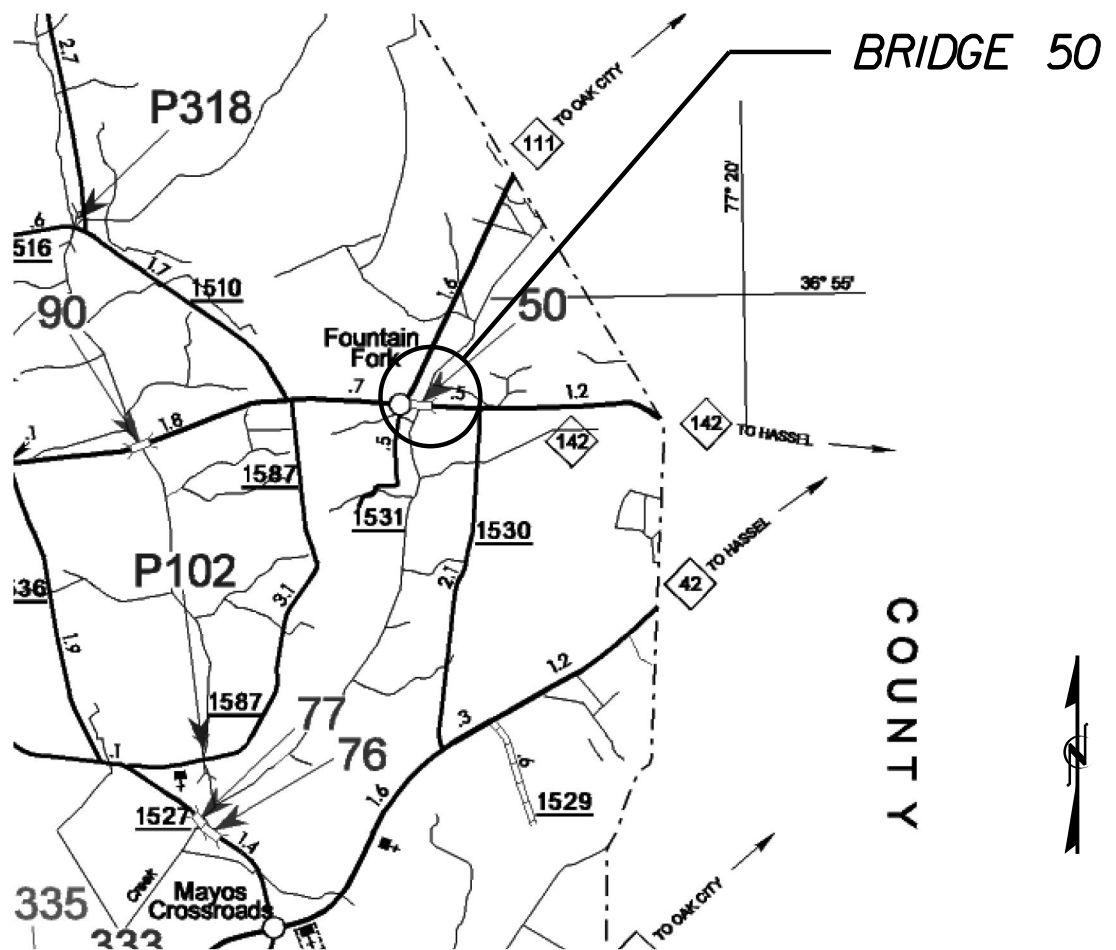 BRIDGE 50
2.7
P318
TO OAK CITY
111
77° 20'
.6
516
1.7
1510
1.6
36° 55'
90
50
Fountain
Fork
.7
.5
1.2
1.8
.1
.5
142
142
TO HASSEL
1587
1531
1530
TO HASSEL
42
P102
2.1
3.1
536
1.9
COUNTY
1.2
1587
77
.3
76
.1
.9
1.6
1529
1527
1.4
Creek
Mayos
Crossroads
335
333
TO OAK CITY
N